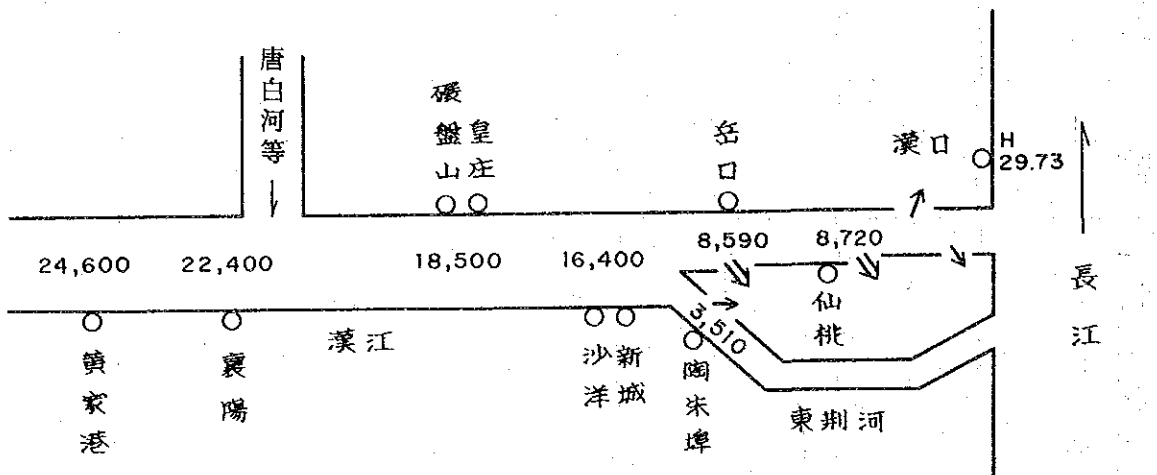 唐白河等
碾盤山
皇庄
岳口
漢口
H
29.73
24,600
22,400
18,500
16,400
8,590
8,720
3,510
黄家港
襄陽
漢江
沙洋
新城
陶朱埠
仙桃
東荆河
長江